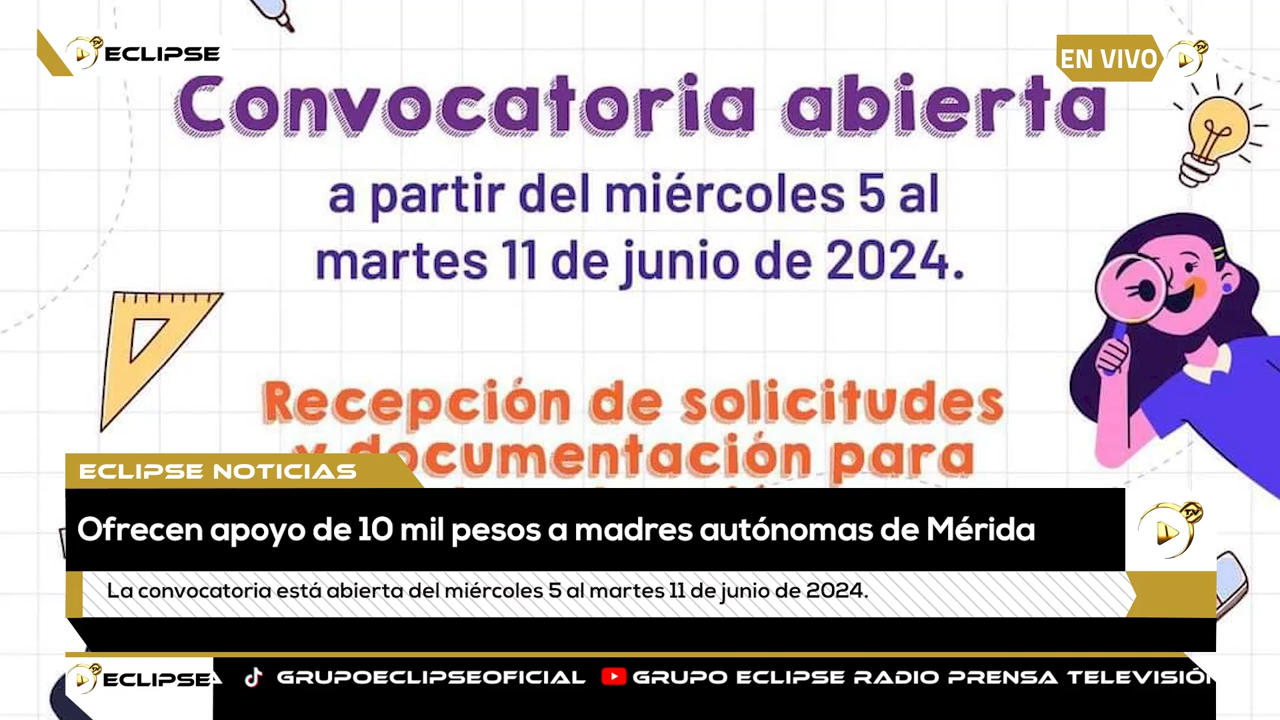 ECLIPSE
EN VIVO
Convocatoria abierta
a partir del miércoles 5 al
martes 11 de junio de 2024.
Recepción de solicitudes
y documentación para
ECLIPSE NOTICIAS
Ofrecen apoyo de 10 mil pesos a madres autónomas de Mérida
La convocatoria está abierta del miércoles 5 al martes 11 de junio de 2024.
ECLIPSE GRUPOECLIPSEOFICIAL GRUPO ECLIPSE RADIO PRENSA TELEVISIÓN